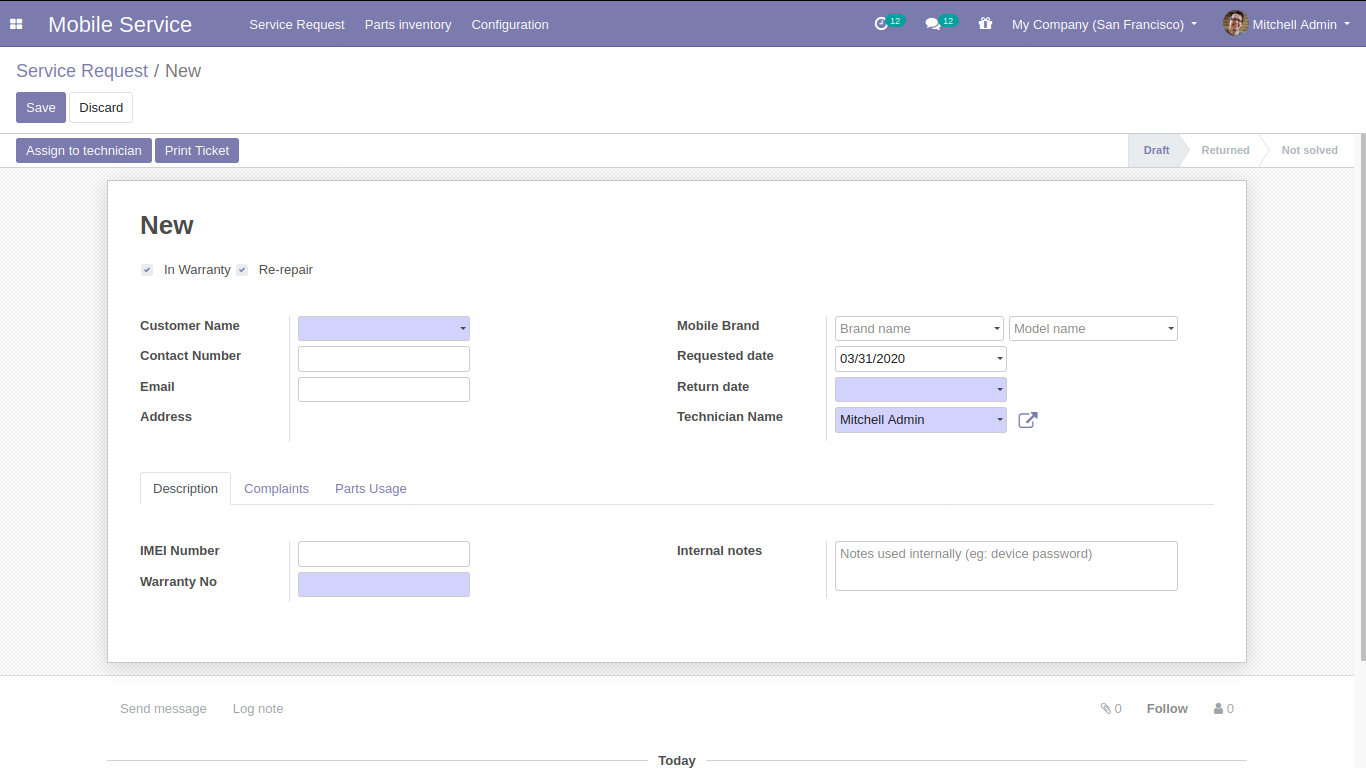 Mobile Service Service Request Parts inventory Configuration 12 12 My Company (San Francisco) Mitchell Admin
Service Request / New
Save Discard
Assign to technician Print Ticket Draft Returned Not solved
New
In Warranty Re-repair
Customer Name Mobile Brand Brand name Model name
Contact Number Requested date 03/31/2020
Email Return date
Address Technician Name Mitchell Admin
Description Complaints Parts Usage
IMEI Number Internal notes Notes used internally (eg: device password)
Warranty No
Send message Log note 0 Follow 0
Today